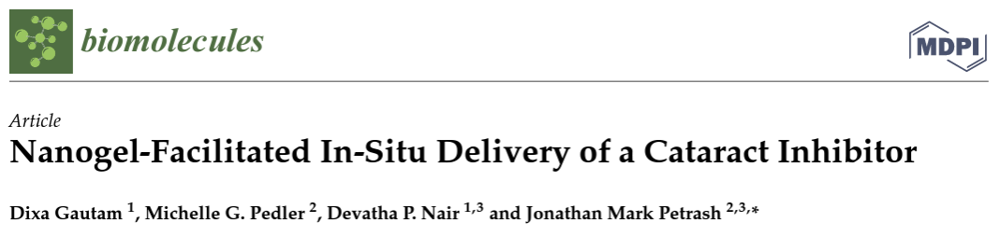 biomolecules
MDPI
Article
Nanogel-Facilitated In-Situ Delivery of a Cataract Inhibitor
Dixa Gautam 1, Michelle G. Pedler 2, Devatha P. Nair 1,3 and Jonathan Mark Petrash 2,3,*